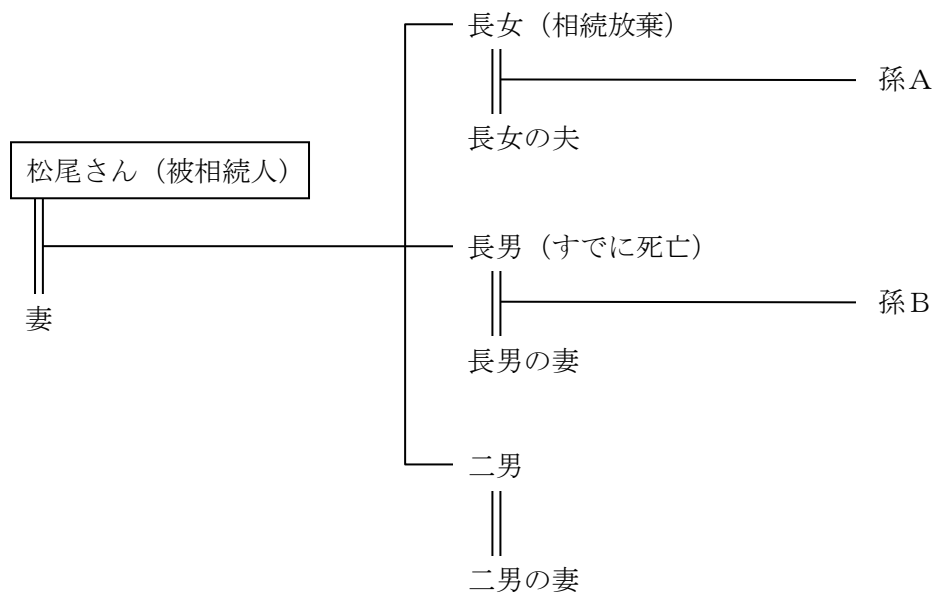 長女（相続放棄）
孫Ａ
長女の夫
松尾さん（被相続人）
長男（すでに死亡）
孫Ｂ
妻
長男の妻
二男
二男の妻